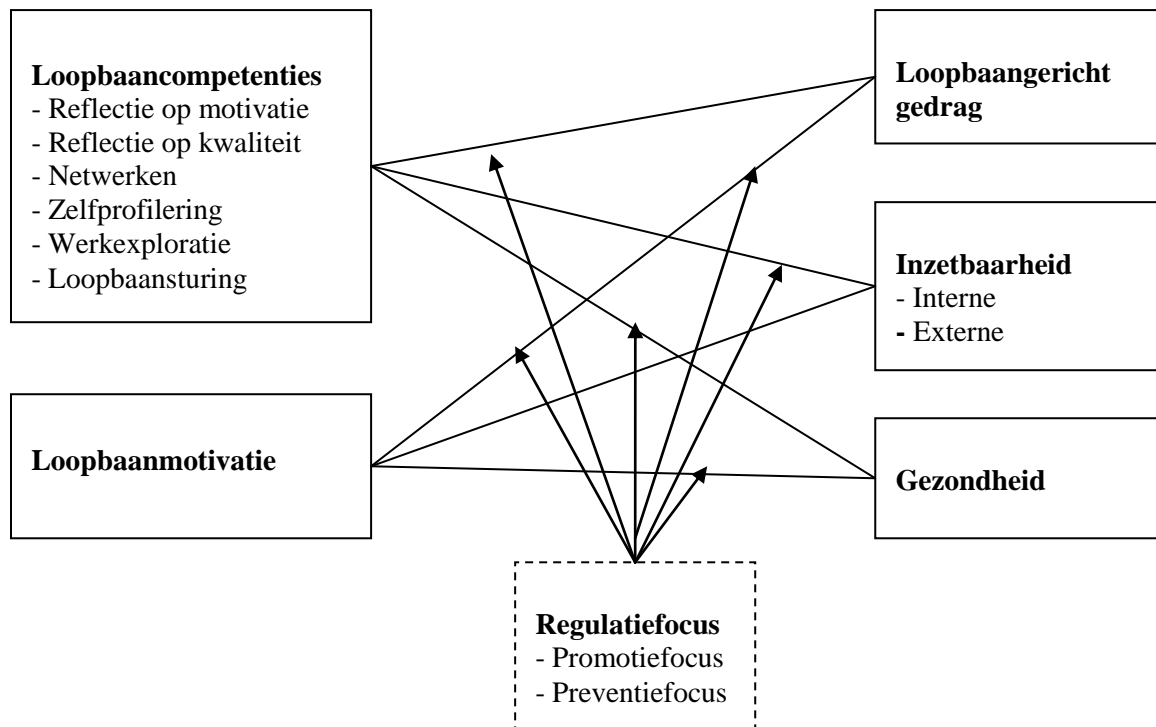 Loopbaancompetenties
- Reflectie op motivatie
- Reflectie op kwaliteit
- Netwerken
- Zelfprofilering
- Werkexploratie
- Loopbaansturing
Loopbaanmotivatie
Loopbaangericht
gedrag
Inzetbaarheid
- Interne
- Externe
Gezondheid
Regulatiefocus
- Promotiefocus
- Preventiefocus